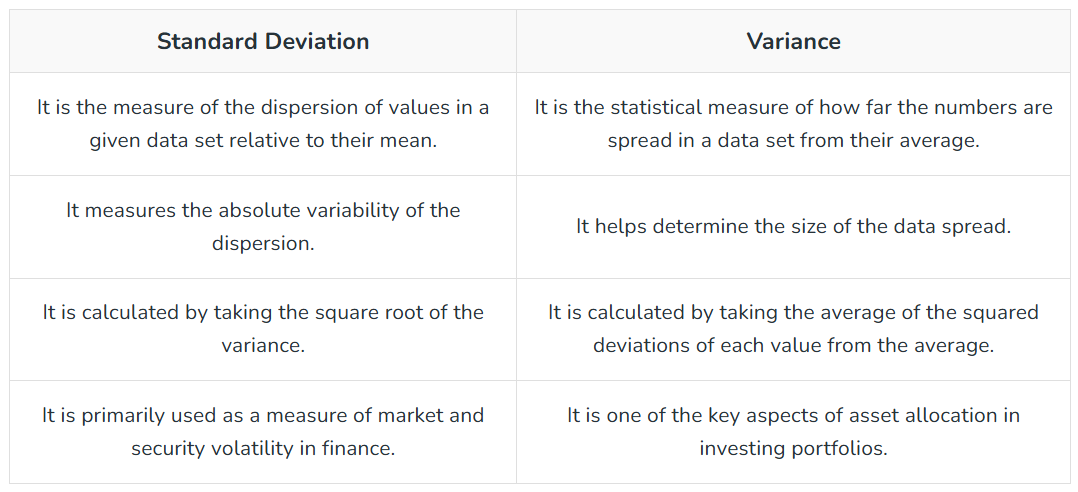 Standard Deviation
Variance
It is the measure of the dispersion of values in a
given data set relative to their mean.
It is the statistical measure of how far the numbers are
spread in a data set from their average.
It measures the absolute variability of the
dispersion.
It helps determine the size of the data spread.
It is calculated by taking the square root of the
variance.
It is calculated by taking the average of the squared
deviations of each value from the average.
It is primarily used as a measure of market and
security volatility in finance.
It is one of the key aspects of asset allocation in
investing portfolios.